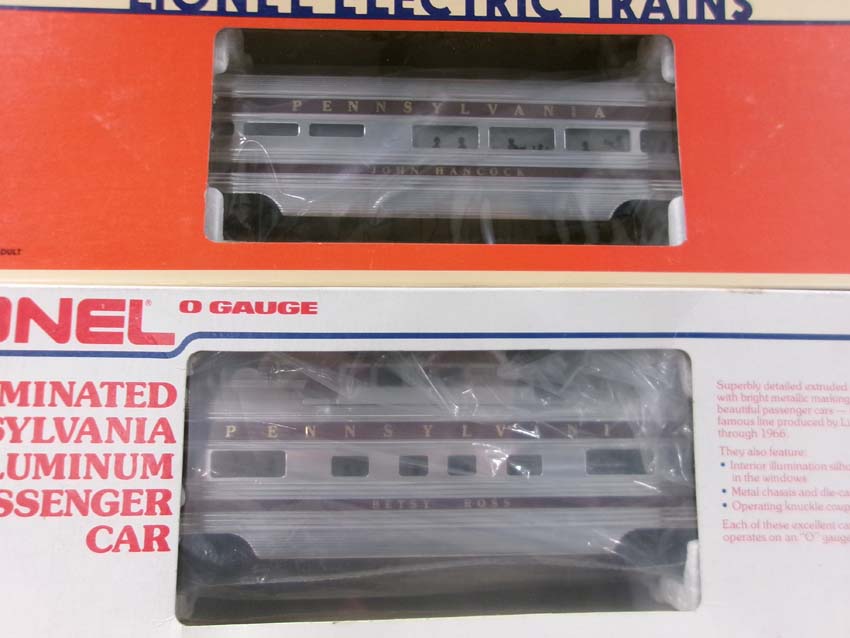 LIONEL ELECTRIC TRAINS
PENNSYLVANIA
JOHN HANCOCK
DULT
ONEL® O GAUGE
MINATED
SYLVANIA
LUMINUM
SSENGER
CAR
PENNSYLVANI
BETSY ROSS
Superbly detailed extruded
with bright metallic marking
beautiful passenger cars —
famous line produced by Li
through 1966.
They also feature:
• Interior illumination silho
in the windows
• Metal chassis and die-ca
• Operating knuckle coup
Each of these excellent ca
operates on an "O" gauge